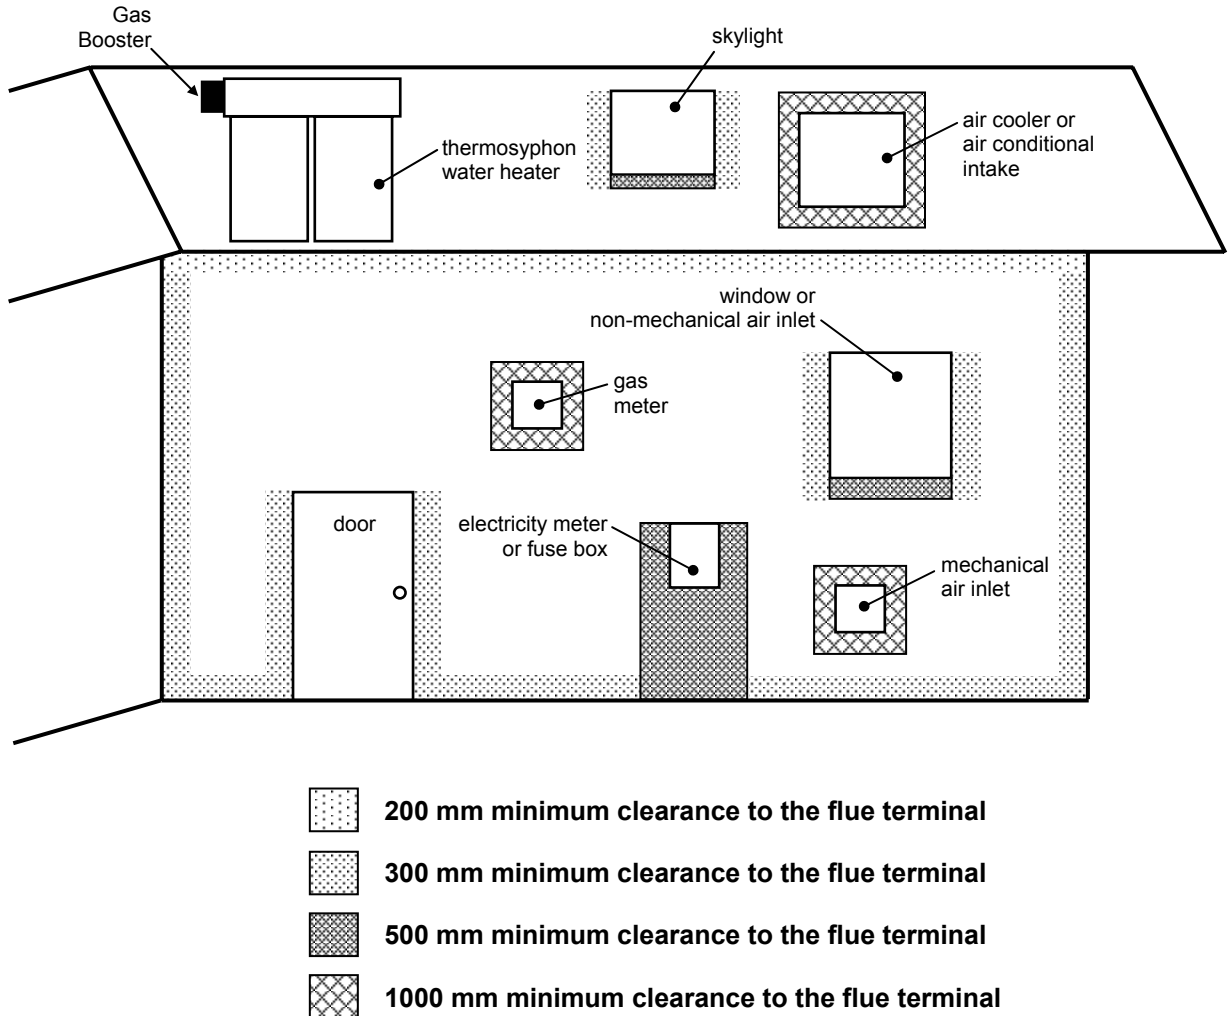 Gas
Booster
skylight
thermosyphon
water heater
air cooler or
air conditional
intake
window or
non-mechanical air inlet
gas
meter
door
electricity meter
or fuse box
mechanical
air inlet
200 mm minimum clearance to the flue terminal
300 mm minimum clearance to the flue terminal
500 mm minimum clearance to the flue terminal
1000 mm minimum clearance to the flue terminal